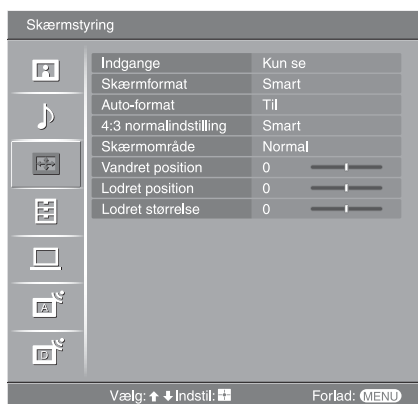 Skærmstyring
Indgange Kun se
Skærmformat Smart
Auto-format Til
4:3 normalindstilling Smart
Skærmområde Normal
Vandret position 0
Lodret position 0
Lodret størrelse 0
A
D
Vælg: Indstil: Forlad: MENU